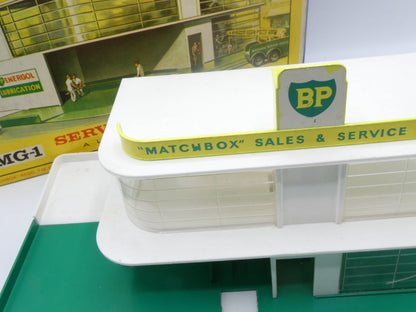 ENERGOL
LUBRICATION
BP
"MATCHBOX" SALES & SERVICE
MG-1
SERV
A